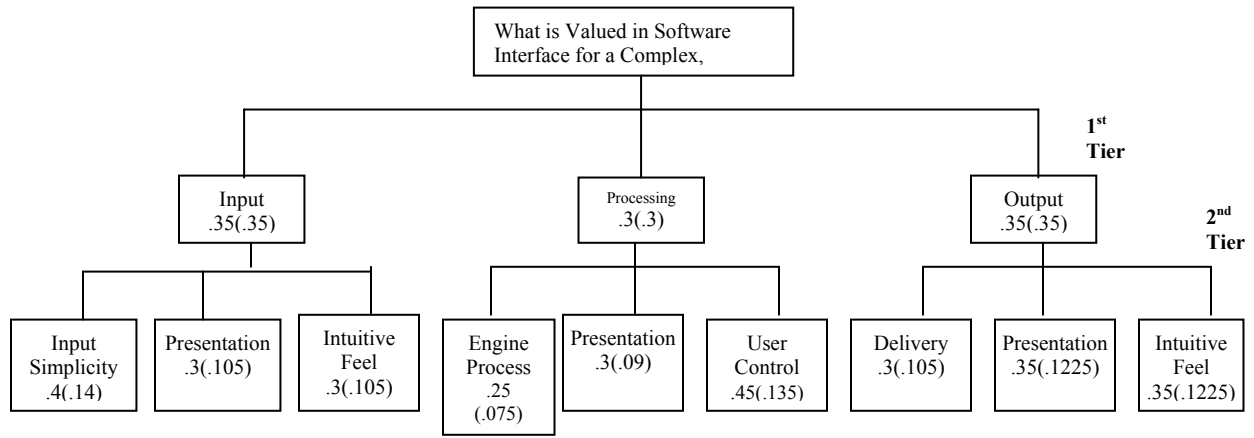 What is Valued in Software
Interface for a Complex,
1st
Tier
Input
.35(.35)
Processing
.3(.3)
Output
.35(.35)
2nd
Tier
Input
Simplicity
.4(.14)
Presentation
.3(.105)
Intuitive
Feel
.3(.105)
Engine
Process
.25
(.075)
Presentation
.3(.09)
User
Control
.45(.135)
Delivery
.3(.105)
Presentation
.35(.1225)
Intuitive
Feel
.35(.1225)